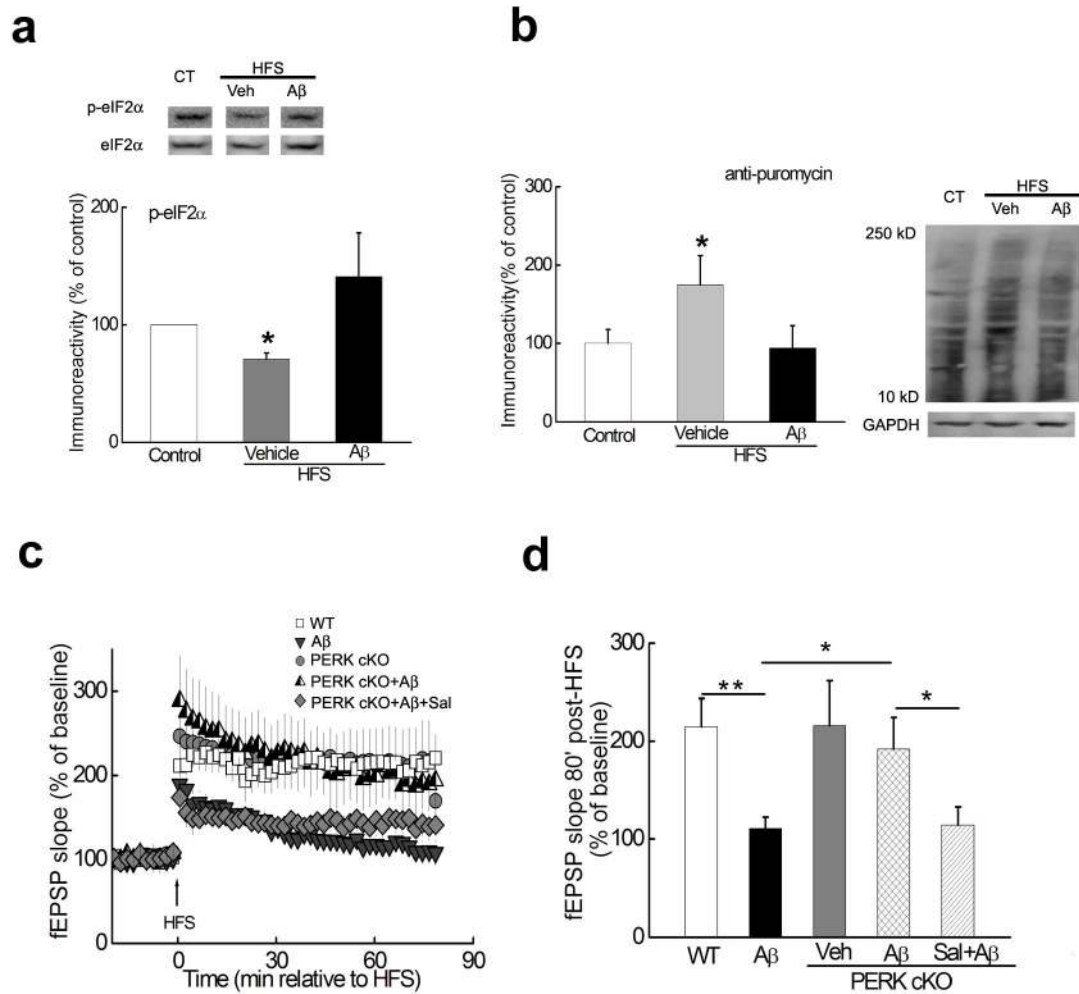 a
CT
HFS
Veh
Aβ
p-eIF2α
eIF2α
p-eIF2α
Immunoreactivity (% of control)
200
100
0
Control
Vehicle
Aβ
HFS
*
b
anti-puromycin
Immunoreactivity(% of control)
300
200
100
0
*
Control
Vehicle
Aβ
HFS
CT
HFS
Veh
Aβ
250 kD
10 kD
GAPDH
c
WT
Aβ
PERK cKO
PERK cKO+Aβ
PERK cKO+Aβ+Sal
fEPSP slope (% of baseline)
300
200
100
0
HFS
0
30
60
90
Time (min relative to HFS)
d
fEPSP slope 80' post-HFS
(% of baseline)
300
200
100
0
**
*
*
WT
Aβ
Veh
Aβ
Sal+Aβ
PERK cKO